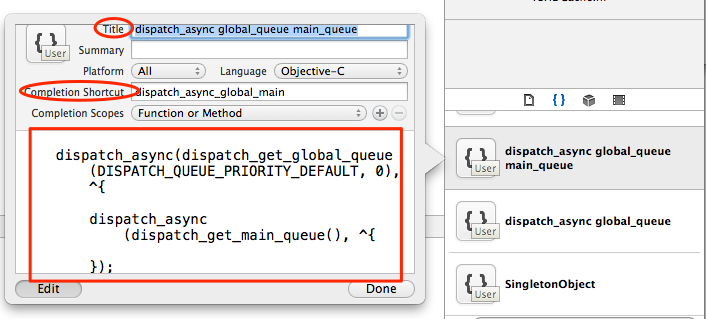 Title dispatch_async global_queue main_queue
User
Summary
Platform All Language Objective-C
Completion Shortcut dispatch_async_global_main
Completion Scopes Function or Method
dispatch_async(dispatch_get_global_queue
(DISPATCH_QUEUE_PRIORITY_DEFAULT, 0),
^{
dispatch_async
(dispatch_get_main_queue(), ^{
});
Edit Done
{}
dispatch_async global_queue
main_queue
User
dispatch_async global_queue
User
SingletonObject
User